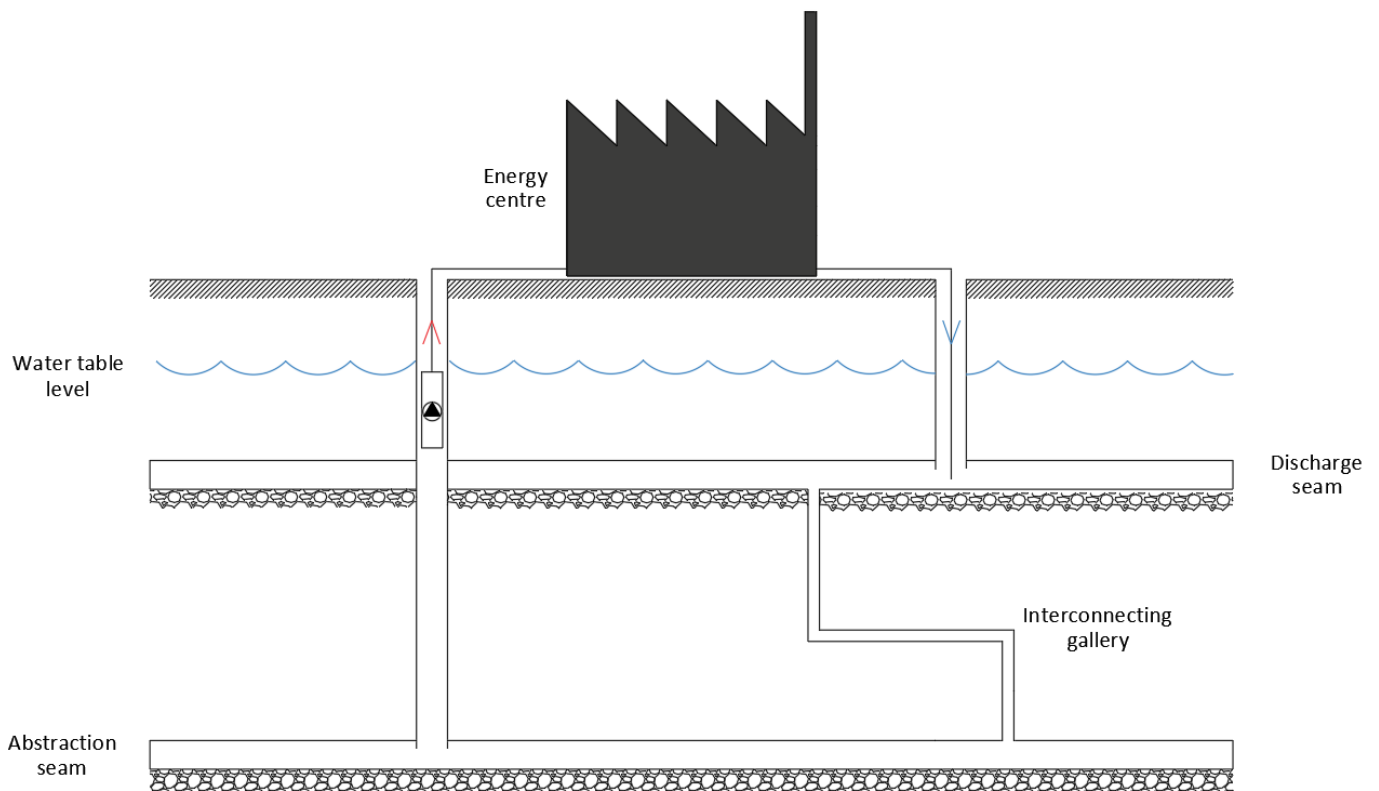 Energy
centre
Water table
level
Discharge
seam
Interconnecting
gallery
Abstraction
seam